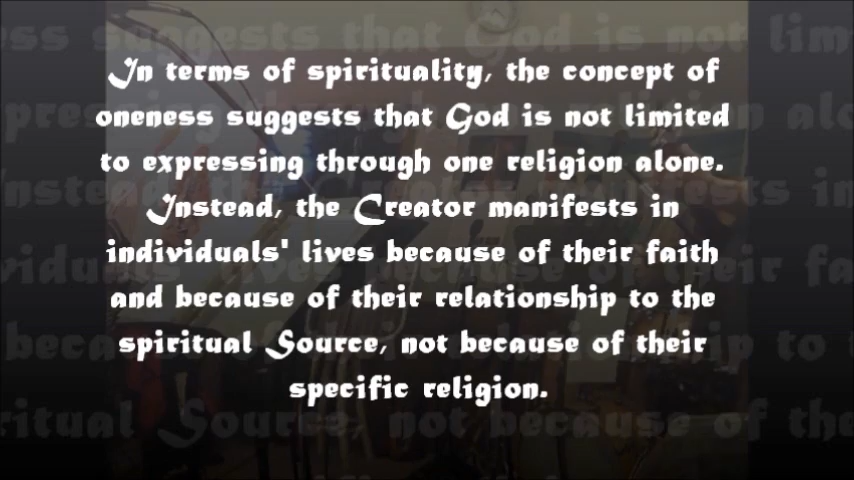 In terms of spirituality, the concept of
oneness suggests that God is not limited
to expressing through one religion alone.
Instead, the Creator manifests in
individuals' lives because of their faith
and because of their relationship to the
spiritual Source, not because of their
specific religion.